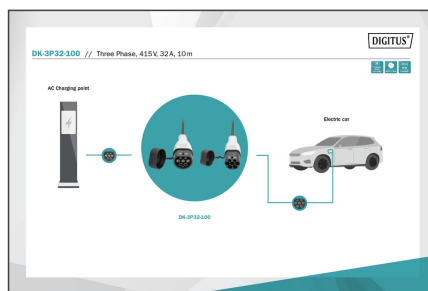 DIGITUS®
DK-3P32-100 // Three Phase, 415V, 32A, 10m
AC Charging point
Electric car
DK-3P32-100